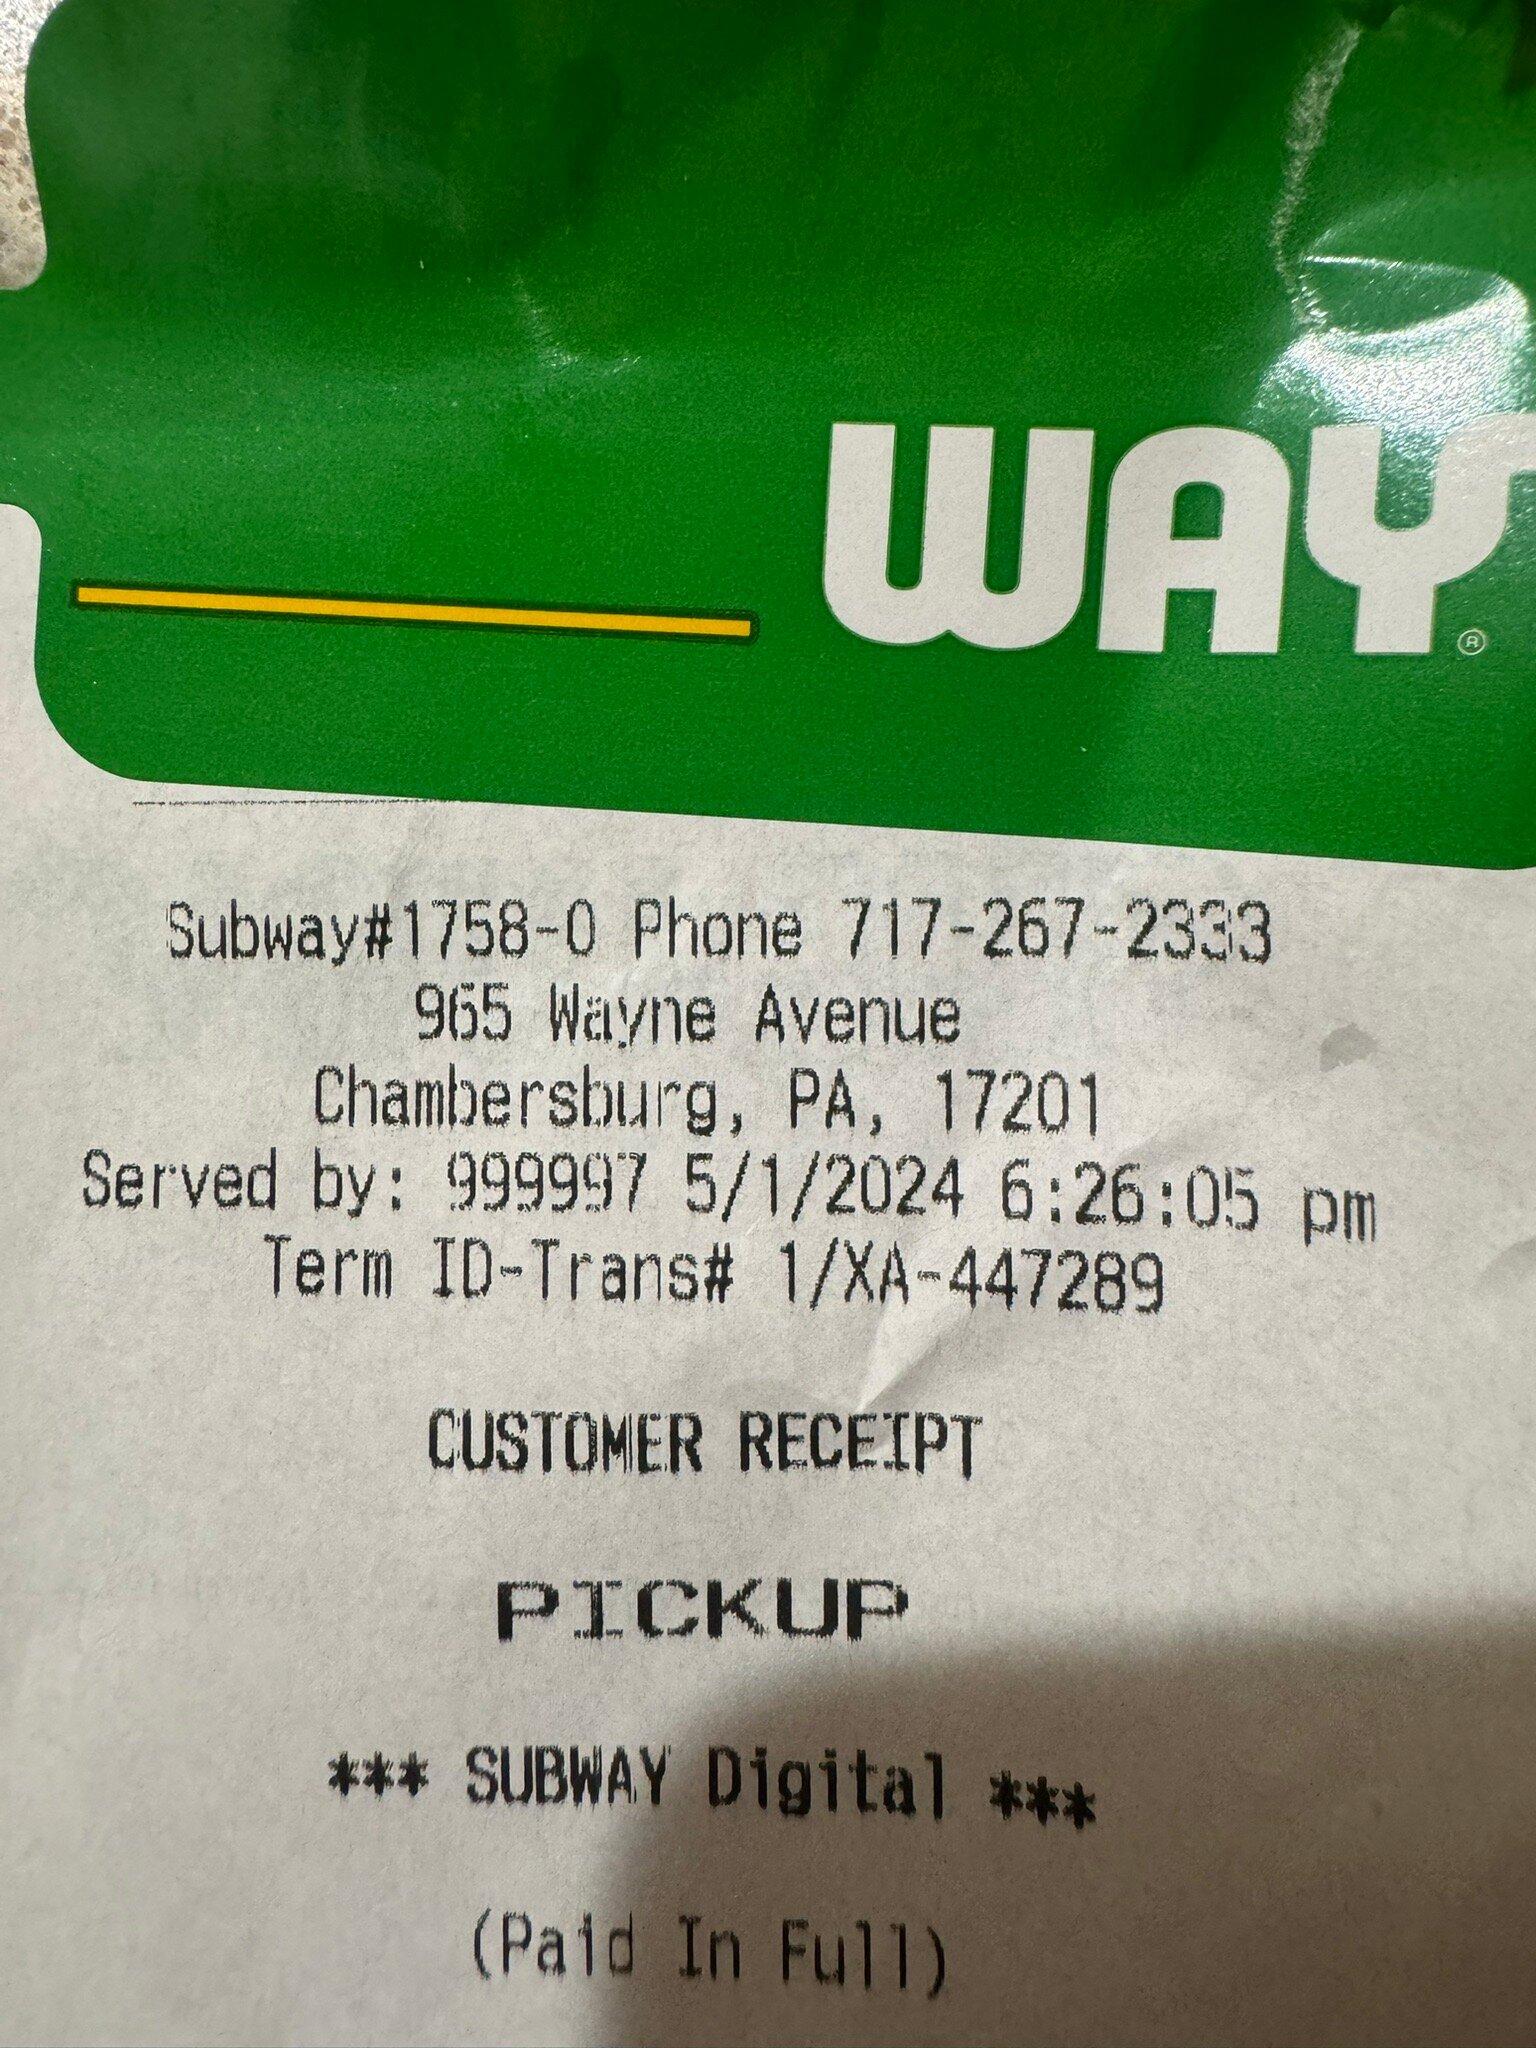 WAY®
Subway#1758-0 Phone 717-267-2333
965 Wayne Avenue
Chambersburg, PA, 17201
Served by: 999997 5/1/2024 6:26:05 pm
Term ID-Trans# 1/XA-447289
CUSTOMER RECEIPT
PICKUP
*** SUBWAY Digital ***
(Paid In Full)